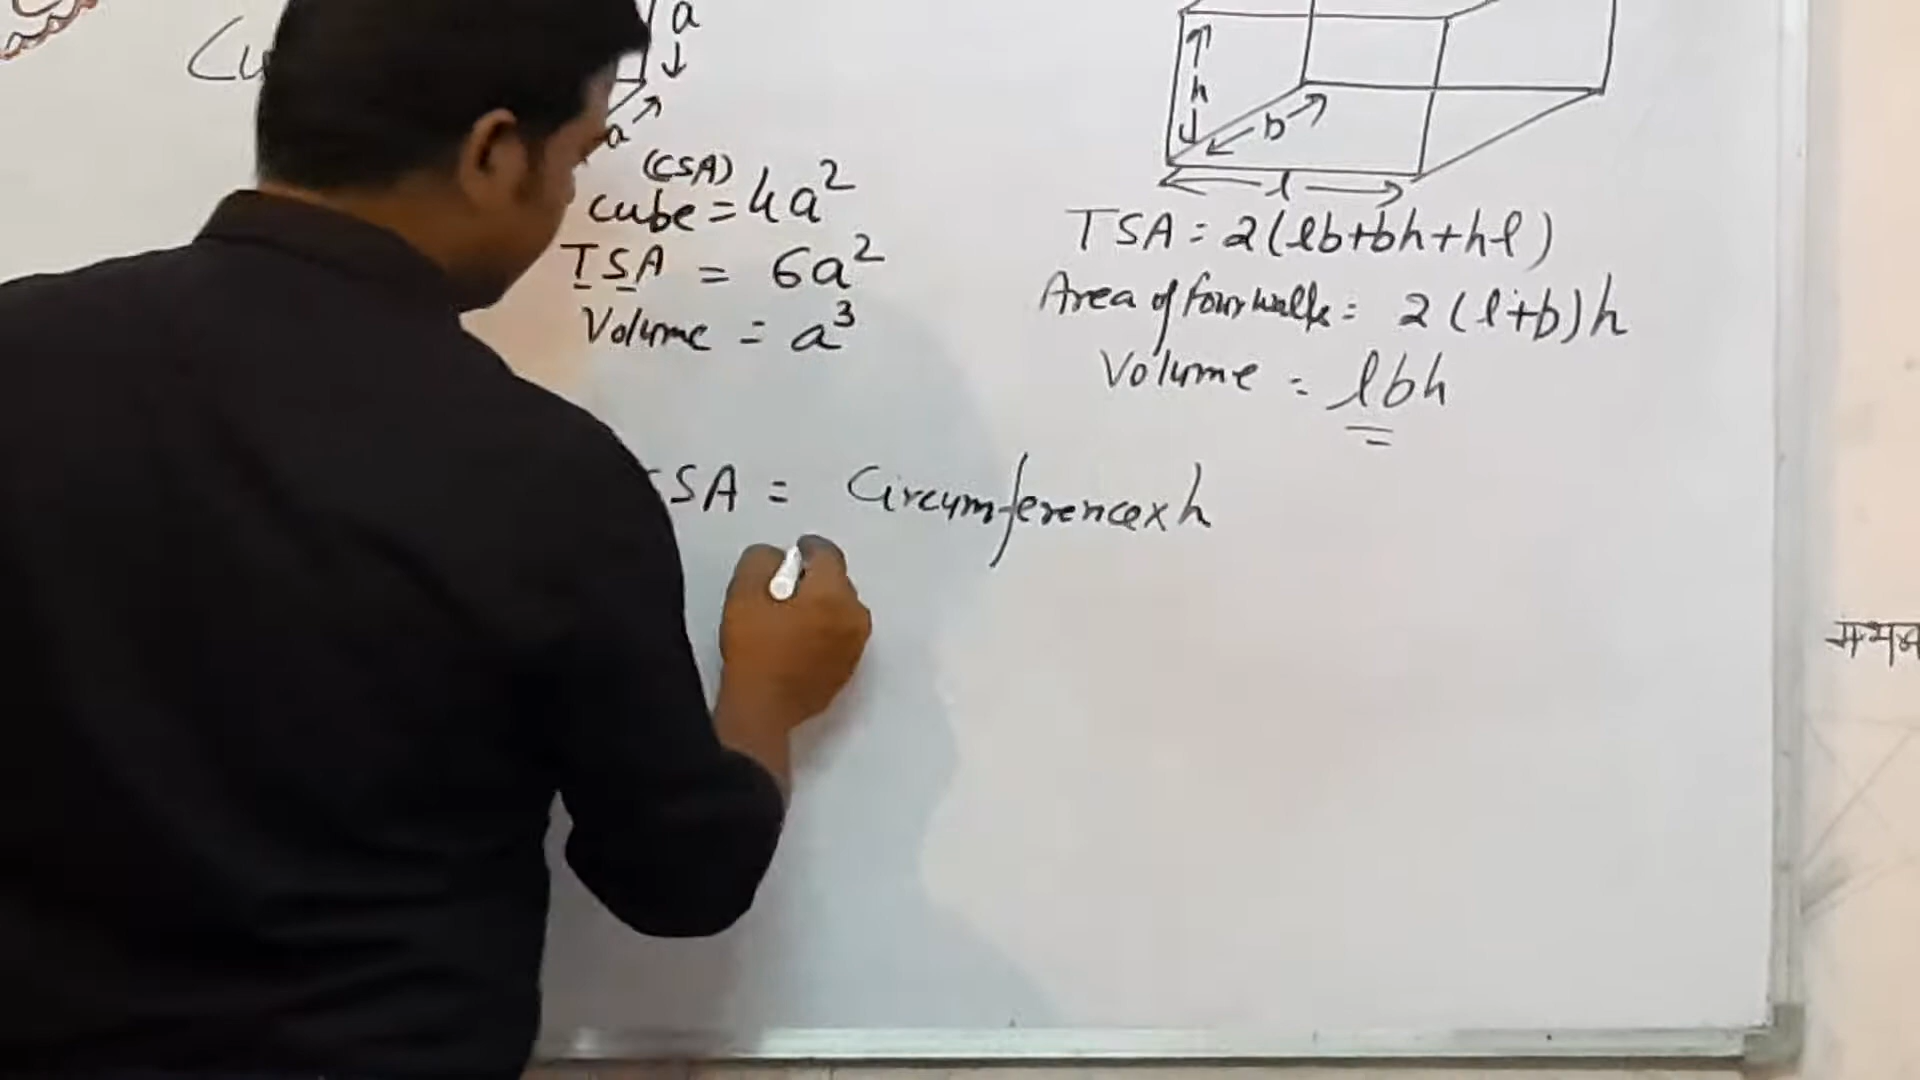 a
a
h
b
l
(CSA)
Cube = 4a²
TSA = 6a²
Volume = a³
TSA = 2(lb+bh+hl)
Area of four walls = 2(l+b)h
Volume = lbh
CSA = Circumference x h